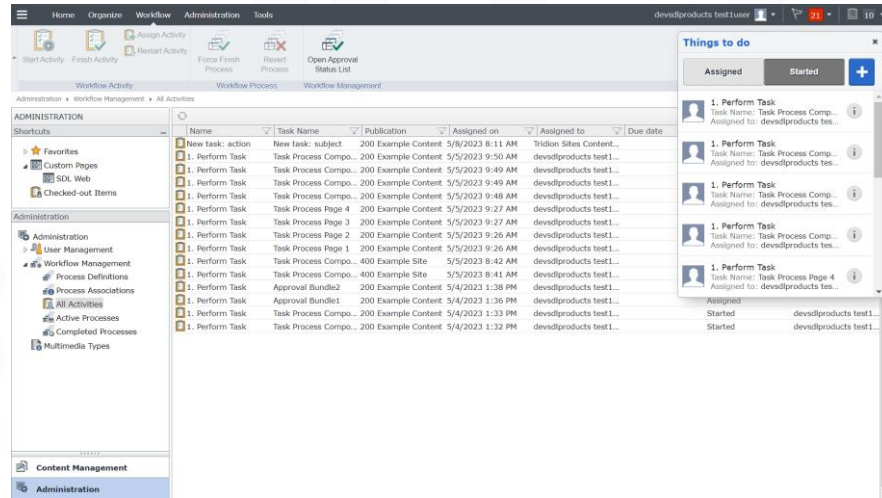 Home Organize Workflow Administration Tools devsdlproducts test1user 21 10
Start Activity Finish Activity Assign Activity Restart Activity Force Finish Process Revert Process Open Approval Status List
Workflow Activity Workflow Process Workflow Management
Administration Workflow Management All Activities
ADMINISTRATION
Shortcuts
Favorites
Custom Pages
SDL Web
Checked-out Items
Administration
Administration
User Management
Workflow Management
Process Definitions
Process Associations
All Activities
Active Processes
Completed Processes
Multimedia Types
Content Management
Administration
Name Task Name Publication Assigned on Assigned to Due date
New task: action New task: subject 200 Example Content 5/8/2023 8:11 AM Tridion Sites Content...
1. Perform Task Task Process Compo... 200 Example Content 5/5/2023 9:50 AM devsdlproducts test1...
1. Perform Task Task Process Compo... 200 Example Content 5/5/2023 9:49 AM devsdlproducts test1...
1. Perform Task Task Process Compo... 200 Example Content 5/5/2023 9:49 AM devsdlproducts test1...
1. Perform Task Task Process Compo... 200 Example Content 5/5/2023 9:48 AM devsdlproducts test1...
1. Perform Task Task Process Page 4 200 Example Content 5/5/2023 9:27 AM devsdlproducts test1...
1. Perform Task Task Process Page 3 200 Example Content 5/5/2023 9:27 AM devsdlproducts test1...
1. Perform Task Task Process Page 2 200 Example Content 5/5/2023 9:26 AM devsdlproducts test1...
1. Perform Task Task Process Page 1 200 Example Content 5/5/2023 9:26 AM devsdlproducts test1...
1. Perform Task Task Process Compo... 400 Example Site 5/5/2023 8:42 AM devsdlproducts test1...
1. Perform Task Task Process Compo... 400 Example Site 5/5/2023 8:41 AM devsdlproducts test1...
1. Perform Task Approval Bundle2 200 Example Content 5/4/2023 1:38 PM devsdlproducts test1...
1. Perform Task Approval Bundle1 200 Example Content 5/4/2023 1:36 PM devsdlproducts test1... Assigned
1. Perform Task Task Process Compo... 200 Example Content 5/4/2023 1:33 PM devsdlproducts test1... Started devsdlproducts test1...
1. Perform Task Task Process Compo... 200 Example Content 5/4/2023 1:32 PM devsdlproducts test1... Started devsdlproducts test1...
Things to do
Assigned Started +
1. Perform Task
Task Name: Task Process Comp...
Assigned to: devsdlproducts tes...
1. Perform Task
Task Name: Task Process Comp...
Assigned to: devsdlproducts tes...
1. Perform Task
Task Name: Task Process Comp...
Assigned to: devsdlproducts tes...
1. Perform Task
Task Name: Task Process Comp...
Assigned to: devsdlproducts tes...
1. Perform Task
Task Name: Task Process Page 4
Assigned to: devsdlproducts tes...